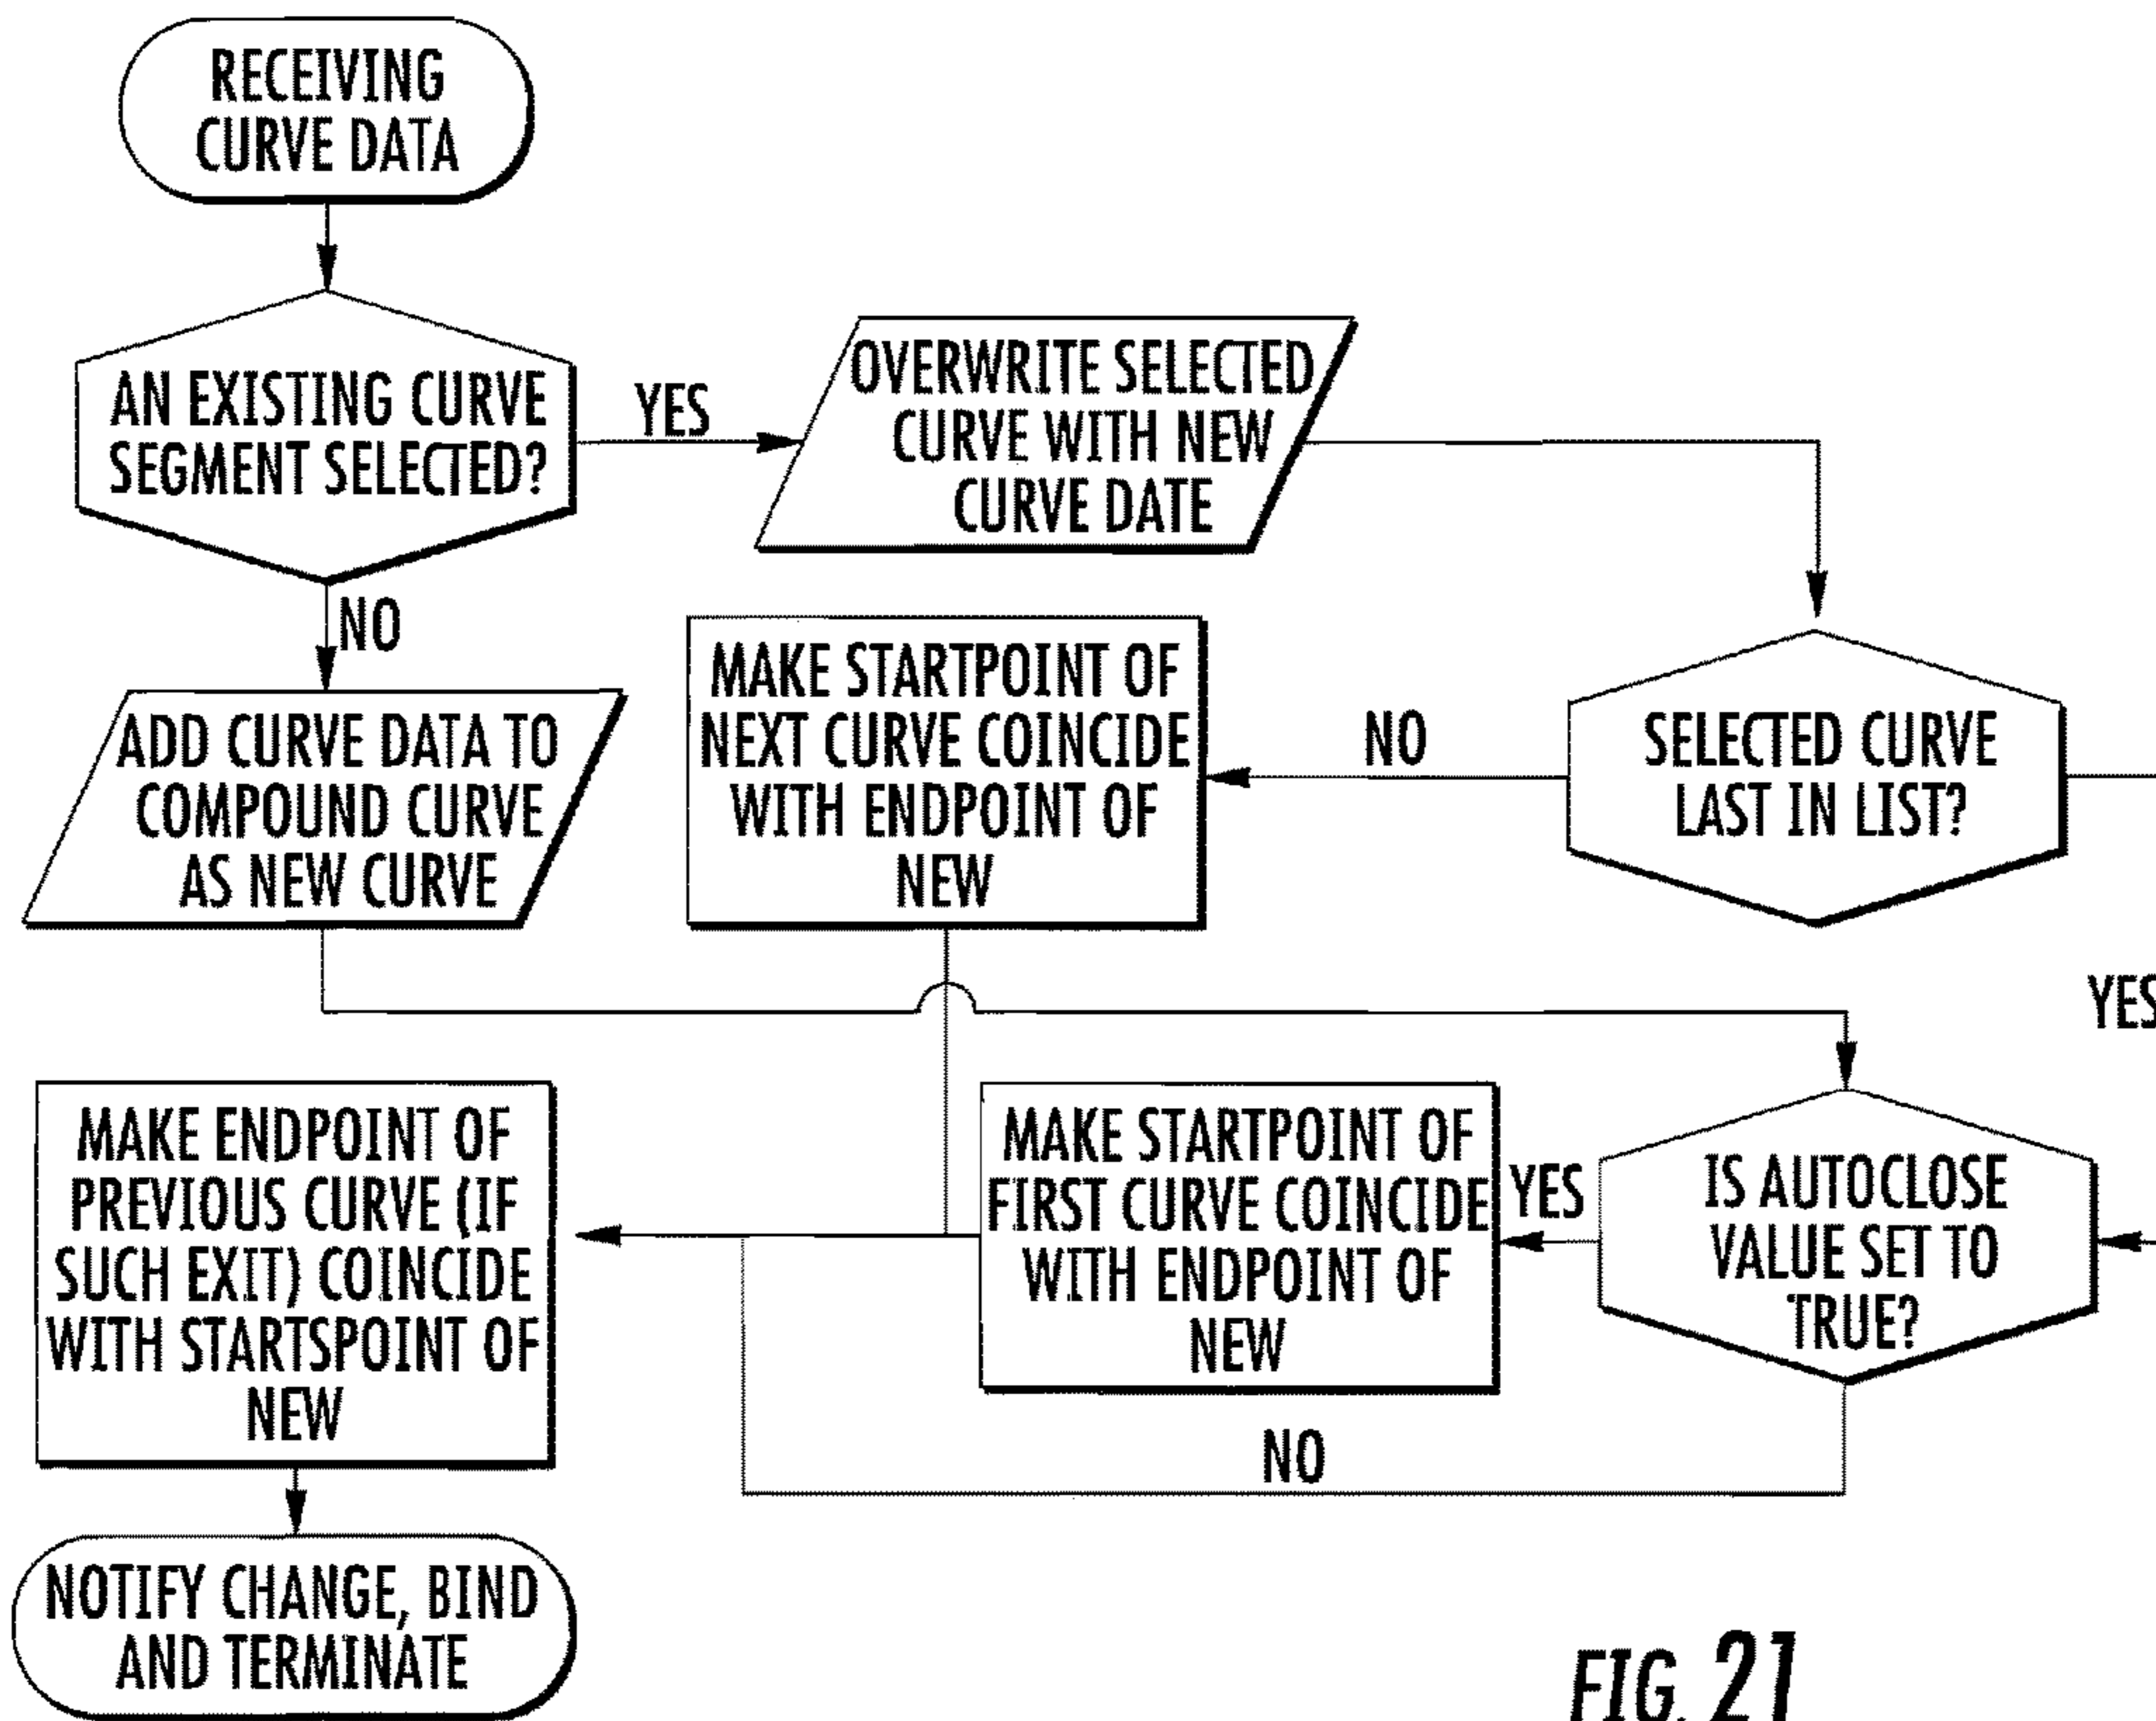 RECEIVING
CURVE DATA
AN EXISTING CURVE
SEGMENT SELECTED?
YES
OVERWRITE SELECTED
CURVE WITH NEW
CURVE DATE
NO
ADD CURVE DATA TO
COMPOUND CURVE
AS NEW CURVE
MAKE STARTPOINT OF
NEXT CURVE COINCIDE
WITH ENDPOINT OF
NEW
NO
SELECTED CURVE
LAST IN LIST?
YES
MAKE ENDPOINT OF
PREVIOUS CURVE (IF
SUCH EXIT) COINCIDE
WITH STARTSPOINT OF
NEW
MAKE STARTPOINT OF
FIRST CURVE COINCIDE
WITH ENDPOINT OF
NEW
YES
IS AUTOCLOSE
VALUE SET TO
TRUE?
NO
NOTIFY CHANGE, BIND
AND TERMINATE
FIG. 21